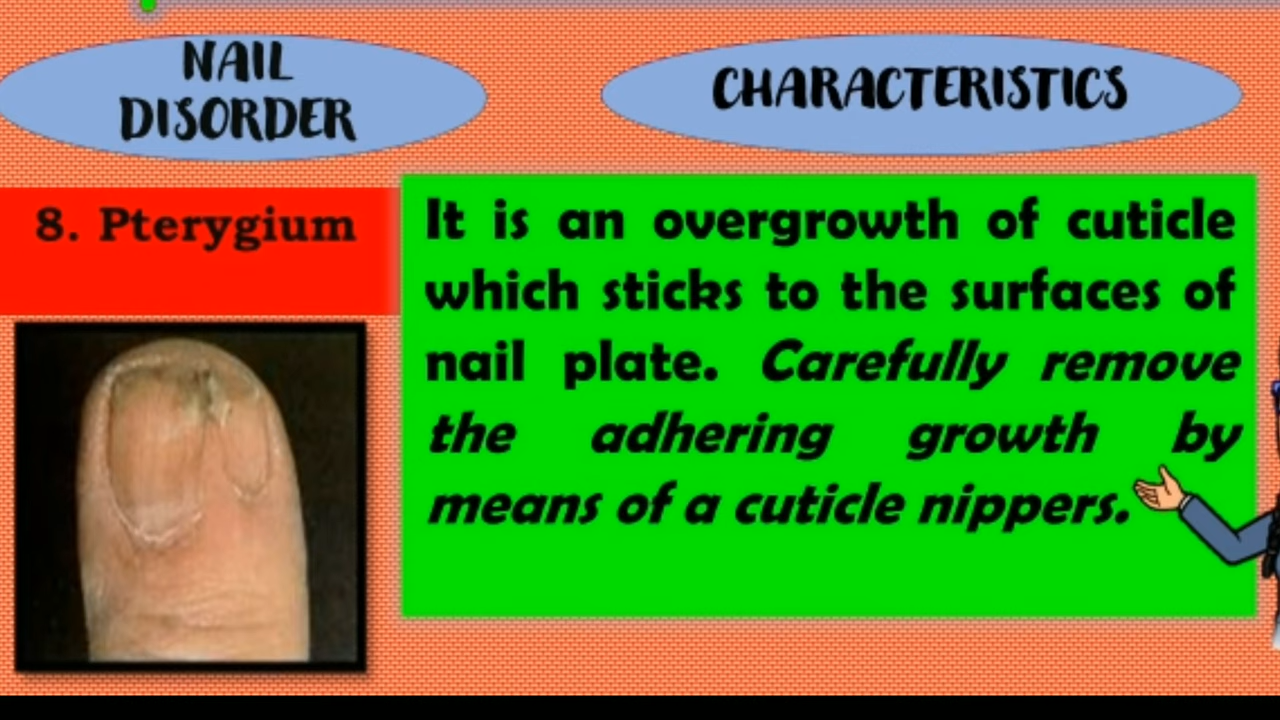 NAIL
DISORDER
CHARACTERISTICS
8. Pterygium
It is an overgrowth of cuticle
which sticks to the surfaces of
nail plate. Carefully remove
the adhering growth by
means of a cuticle nippers.